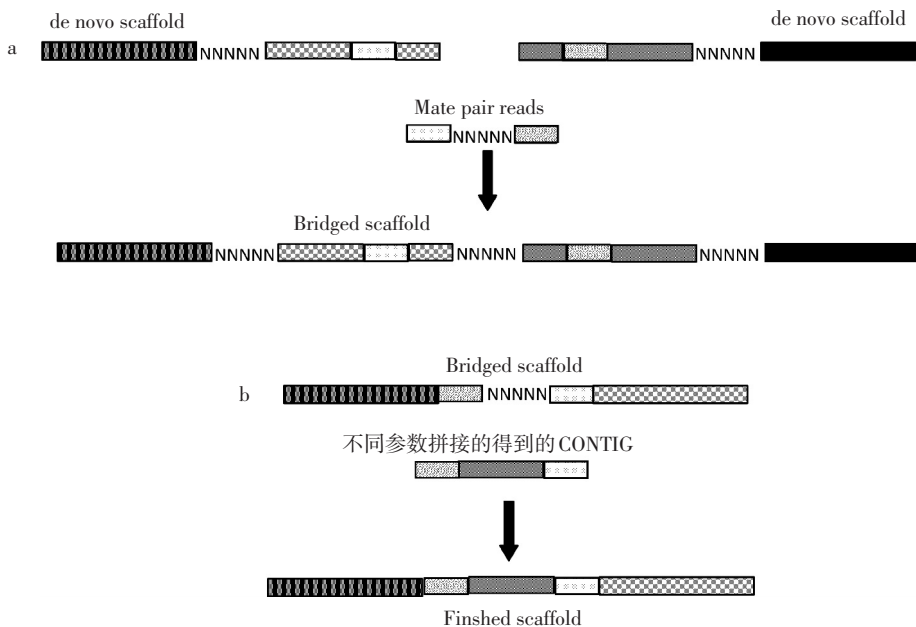 de novo scaffold
de novo scaffold
a
NNNNN
NNNNN
Mate pair reads
NNNNN
Bridged scaffold
NNNNN
NNNNN
NNNNN
Bridged scaffold
b
NNNNN
不同参数拼接的得到的CONTIG
Finshed scaffold